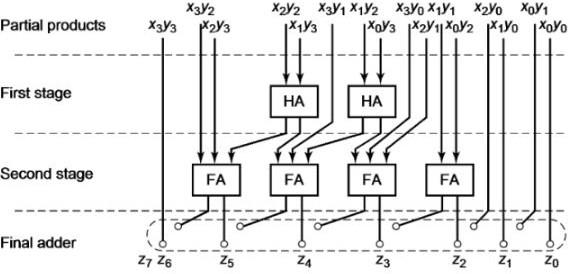 Partial products
x3y2 x2y2 x3y1 x1y2 x3y0 x1y1 x2y0 x0y1
x3y3 x2y3 x1y3 x0y3 x2y1 x0y2 x1y0 x0y0
First stage
HA HA
Second stage
FA FA FA FA
Final adder
z7 z6 z5 z4 z3 z2 z1 z0